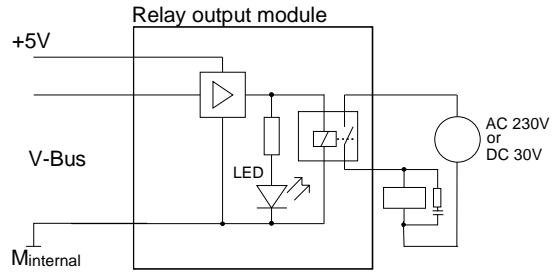 Relay output module
+5V
AC 230V
or
DC 30V
V-Bus
LED
Minternal